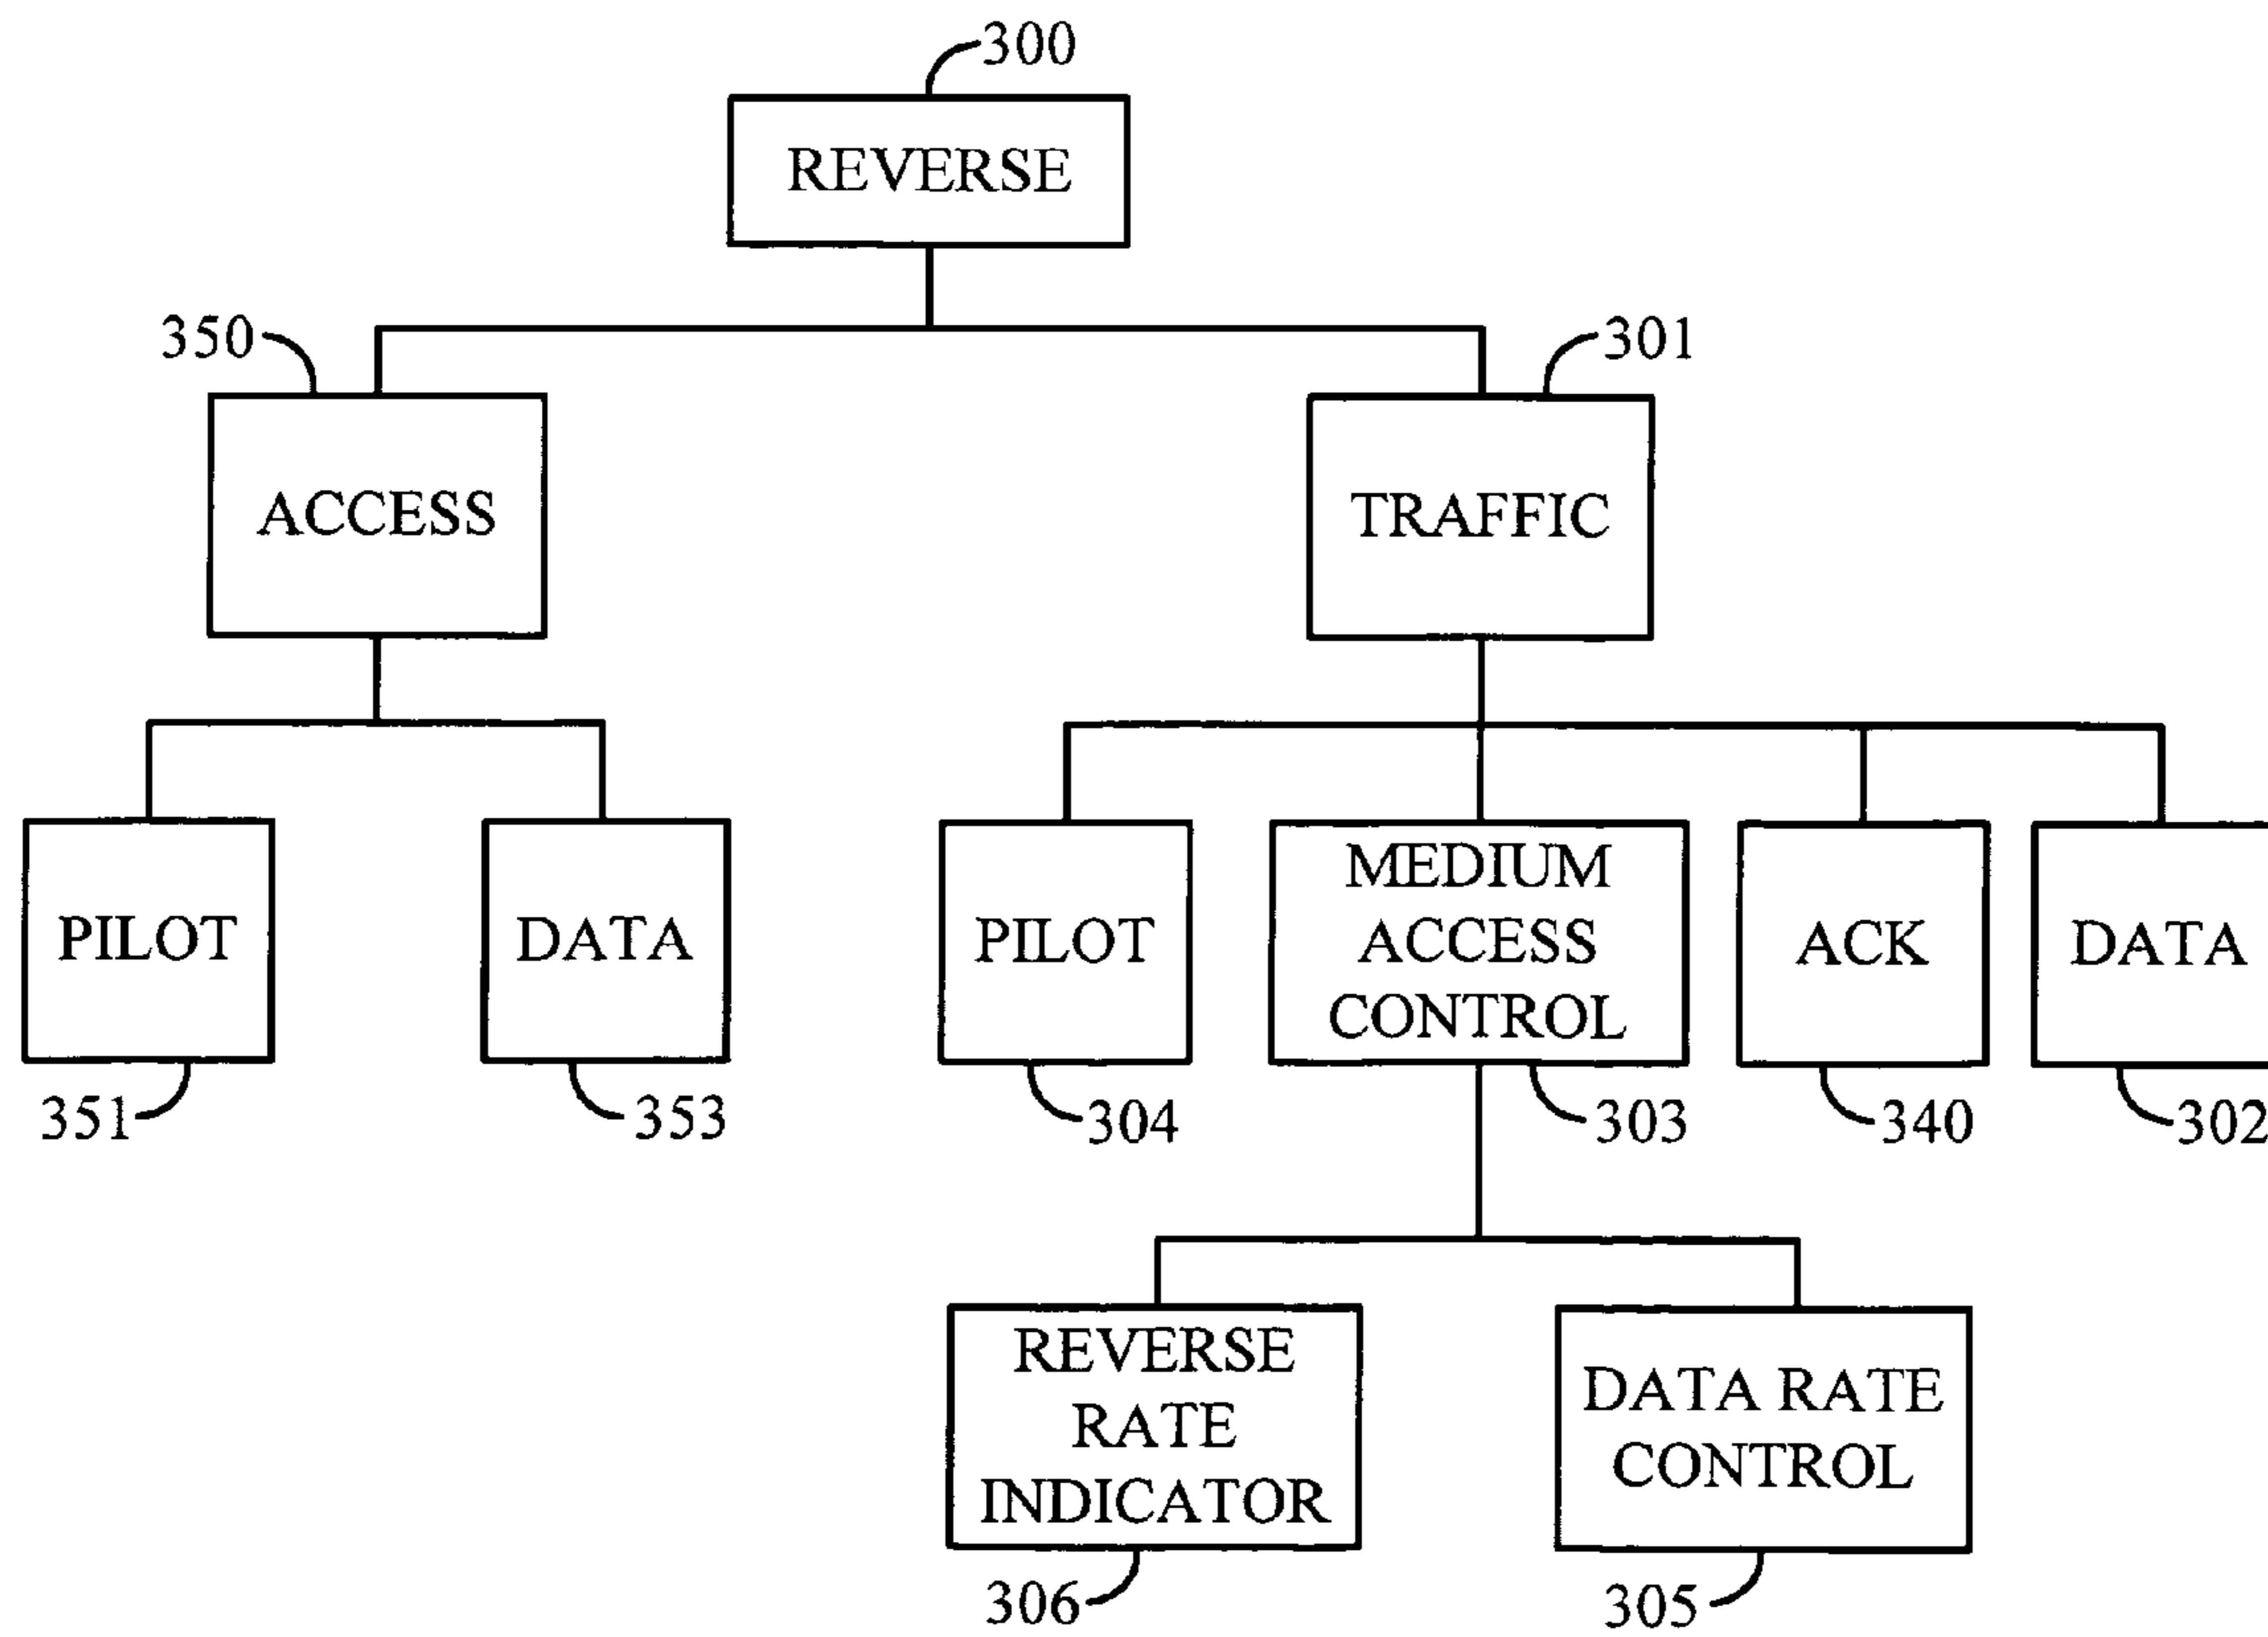 300
REVERSE
350
301
ACCESS
TRAFFIC
PILOT
DATA
PILOT
MEDIUM
ACCESS
CONTROL
ACK
DATA
351
353
304
303
340
302
REVERSE
RATE
INDICATOR
DATA RATE
CONTROL
306
305